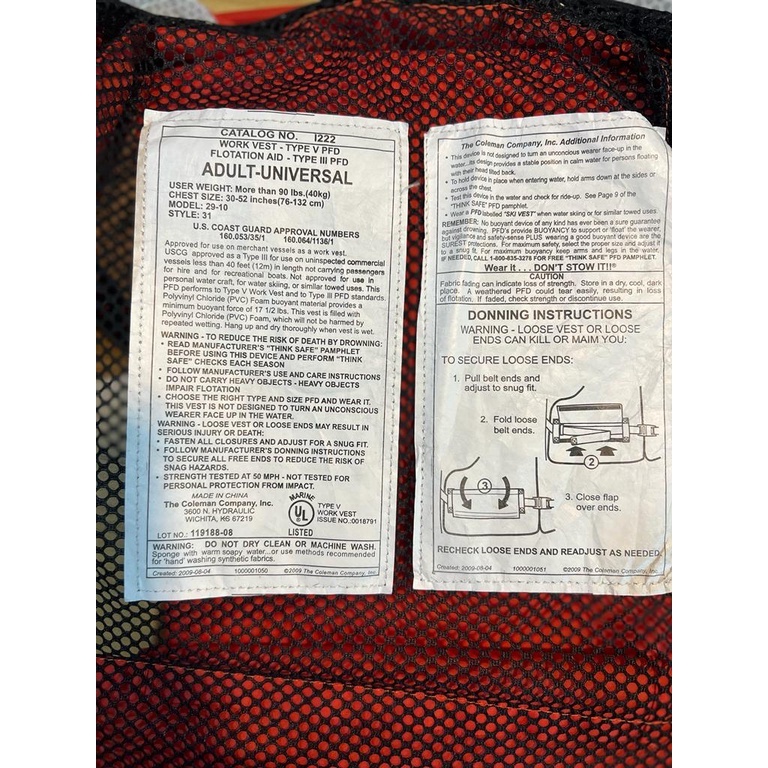 CATALOG NO. I222
WORK VEST - TYPE V PFD
FLOTATION AID - TYPE III PFD
ADULT-UNIVERSAL
USER WEIGHT: More than 90 lbs.(40kg)
CHEST SIZE: 30-52 inches(76-132 cm)
MODEL: 29-10
STYLE: 31
U.S. COAST GUARD APPROVAL NUMBERS
160.053/35/1 160.064/1136/1
Approved for use on merchant vessels as a work vest.
USCG approved as a Type III for use on uninspected commercial
vessels less than 40 feet (12m) in length not carrying passengers
for hire and for recreational boats. Not approved for use in
personal water craft, for water skiing, or similar towed uses. This
PFD performs to Type V Work Vest and to Type III PFD standards.
Polyvinyl Chloride (PVC) Foam buoyant material provides a
minimum buoyant force of 17 1/2 lbs. This vest is filled with
Polyvinyl Chloride (PVC) Foam, which will not be harmed by
repeated wetting. Hang up and dry thoroughly when vest is wet.
WARNING - TO REDUCE THE RISK OF DEATH BY DROWNING:
• READ MANUFACTURER'S "THINK SAFE" PAMPHLET
BEFORE USING THIS DEVICE AND PERFORM "THINK
SAFE" CHECKS EACH SEASON
• FOLLOW MANUFACTURER'S USE AND CARE INSTRUCTIONS
• DO NOT CARRY HEAVY OBJECTS - HEAVY OBJECTS
IMPAIR FLOTATION
• CHOOSE THE RIGHT TYPE AND SIZE PFD AND WEAR IT.
THIS VEST IS NOT DESIGNED TO TURN AN UNCONSCIOUS
WEARER FACE UP IN THE WATER.
WARNING - LOOSE VEST OR LOOSE ENDS MAY RESULT IN
SERIOUS INJURY OR DEATH:
• FASTEN ALL CLOSURES AND ADJUST FOR A SNUG FIT.
• FOLLOW MANUFACTURER'S DONNING INSTRUCTIONS
TO SECURE ALL FREE ENDS TO REDUCE THE RISK OF
SNAG HAZARDS.
• STRENGTH TESTED AT 50 MPH - NOT TESTED FOR
PERSONAL PROTECTION FROM IMPACT.
MADE IN CHINA
The Coleman Company, Inc.
3600 N. HYDRAULIC
WICHITA, KS 67219
LOT NO.: 119188-08
MARINE
UL
LISTED
TYPE V
WORK VEST
ISSUE NO.:0018791
WARNING: DO NOT DRY CLEAN OR MACHINE WASH.
Sponge with warm soapy water...or use methods recommended
for 'hand' washing synthetic fabrics.
Created: 2009-08-04 1000001050 ©2009 The Coleman Company, Inc
The Coleman Company, Inc. Additional Information
• This device is not designed to turn an unconcious wearer face-up in the
water...its design provides a stable position in calm water for persons floating
with their head tilted back.
• To hold device in place when entering water, hold arms down at the sides or
across the chest.
• Test this device in the water and check for ride-up. See Page 9 of the
"THINK SAFE" PFD pamphlet.
• Wear a PFD labelled "SKI VEST" when water skiing or for similar towed uses.
REMEMBER: No buoyant device of any kind has ever been a sure guarantee
against drowning. PFD's provide BUOYANCY to support or 'float' the wearer,
but vigilance and safety-sense PLUS wearing a good buoyant device are the
SUREST protections. For maximum safety, select the proper size and adjust it
to a snug fit. For maximum buoyancy keep arms and legs in the water.
IF NEEDED, CALL 1-800-835-3278 FOR FREE "THINK SAFE" PFD PAMPHLET.
Wear It . . . DON'T STOW IT!!®
CAUTION
Fabric fading can indicate loss of strength. Store in a dry, cool, dark
place. A weathered PFD could tear easily, resulting in loss
of flotation. If faded, check strength or discontinue use.
DONNING INSTRUCTIONS
WARNING - LOOSE VEST OR LOOSE
ENDS CAN KILL OR MAIM YOU:
TO SECURE LOOSE ENDS:
1. Pull belt ends and
adjust to snug fit.
2. Fold loose
belt ends.
2
3
3. Close flap
over ends.
RECHECK LOOSE ENDS AND READJUST AS NEEDED.
Created: 2009-08-04 1000001051 ©2009 The Coleman Company, Inc